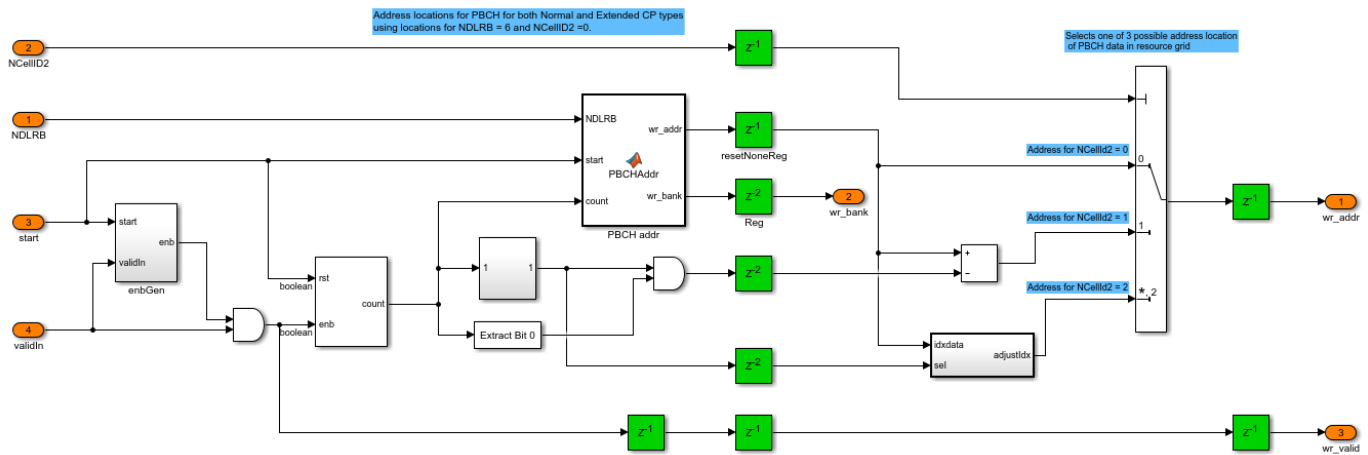 Address locations for PBCH for both Normal and Extended CP types
using locations for NDLRB = 6 and NCellID2 =0.
Selects one of 3 possible address location
of PBCH data in resource grid
2
NCellID2
z-1
1
NDLRB
NDLRB
wr_addr
z-1
resetNoneReg
start
PBCHAddr
Address for NCellId2 = 0
0
count
wr_bank
z-2
Reg
2
wr_bank
PBCH addr
z-1
1
wr_addr
3
start
start
enb
validIn
enbGen
Address for NCellId2 = 1
1
rst
boolean
count
enb
boolean
1
1
z-2
+
−
Address for NCellId2 = 2
*, 2
4
validIn
Extract Bit 0
z-2
idxdata
adjustIdx
sel
z-1
z-1
z-1
3
wr_valid